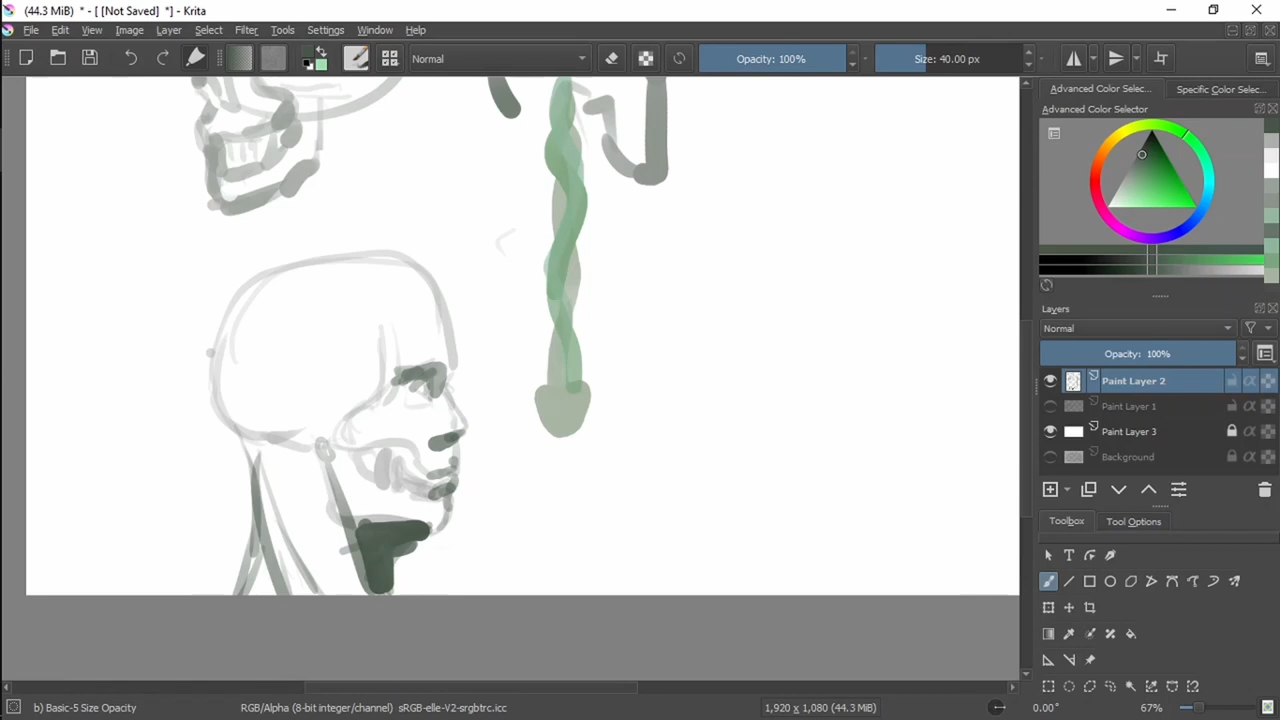 (44.3 MiB) * - [ [Not Saved] *] - Krita
File Edit View Image Layer Select Filter Tools Settings Window Help
Normal Opacity: 100% Size: 40.00 px
Advanced Color Selec... Specific Color Selec...
Advanced Color Selector
Layers
Normal
Opacity: 100%
Paint Layer 2
Paint Layer 1
Paint Layer 3
Background
Toolbox Tool Options
b) Basic-5 Size Opacity RGB/Alpha (8-bit integer/channel) sRGB-elle-V2-srgbtrc.icc 1,920 x 1,080 (44.3 MiB) 0.00° 67%